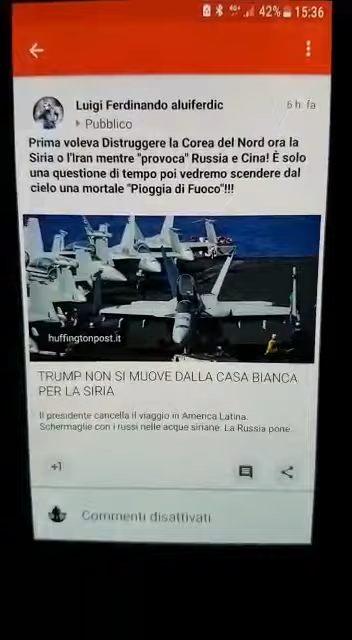 4G+ 42% 15:36
Luigi Ferdinando aluiferdic 6 h. fa
Pubblico
Prima voleva Distruggere la Corea del Nord ora la
Siria o l'Iran mentre "provoca" Russia e Cina! È solo
una questione di tempo poi vedremo scendere dal
cielo una mortale "Pioggia di Fuoco"!!!
huffingtonpost.it
TRUMP NON SI MUOVE DALLA CASA BIANCA
PER LA SIRIA
Il presidente cancella il viaggio in America Latina.
Schermaglie con i russi nelle acque siriane. La Russia pone
+1
Commenti disattivati